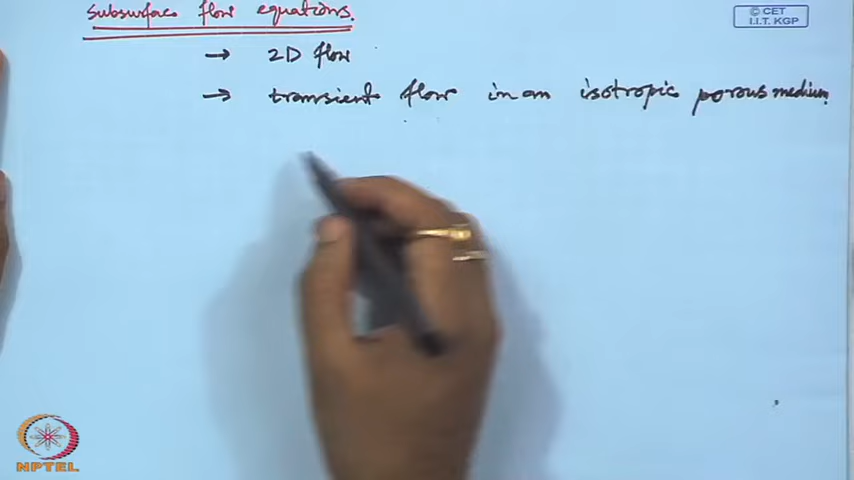 Subsurface flow equations.
© CET
I.I.T. KGP
→ 2D flow
→ transient flow in an isotropic porous medium.
NPTEL